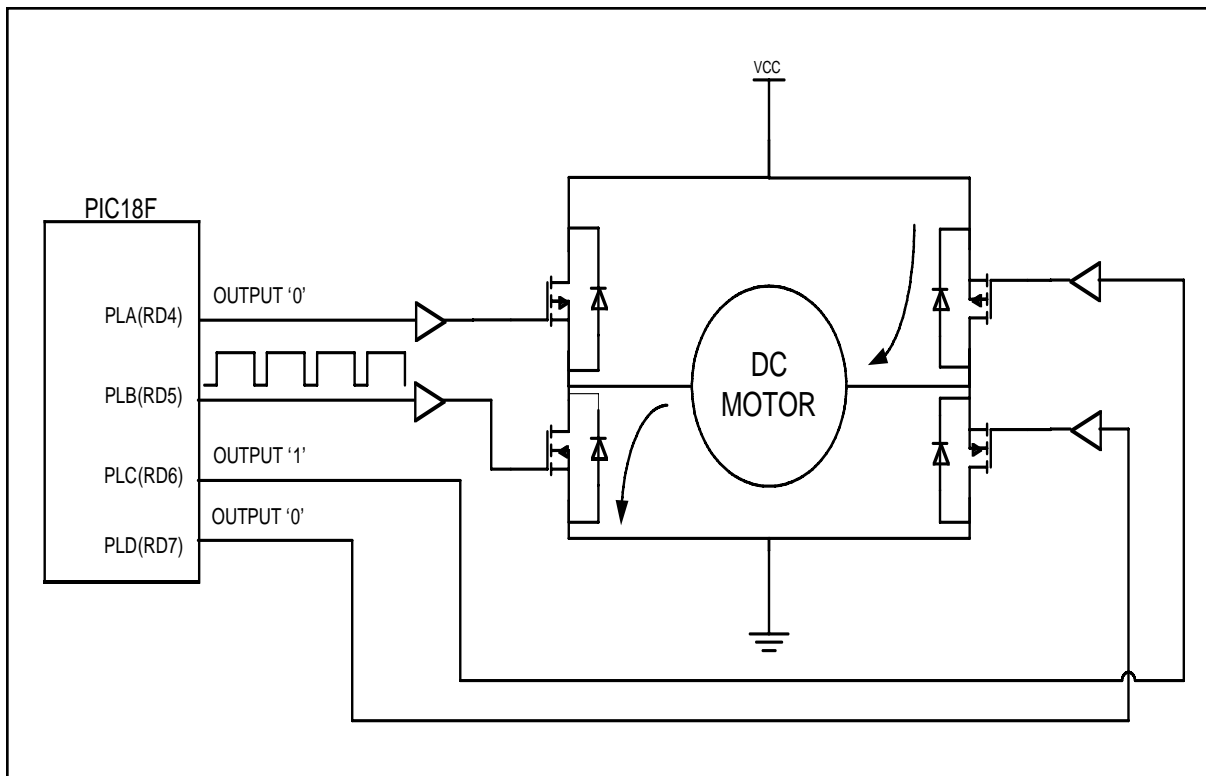 VCC
PIC18F
OUTPUT ‘0’
PLA(RD4)
PLB(RD5)
OUTPUT ‘1’
PLC(RD6)
OUTPUT ‘0’
PLD(RD7)
DC
MOTOR